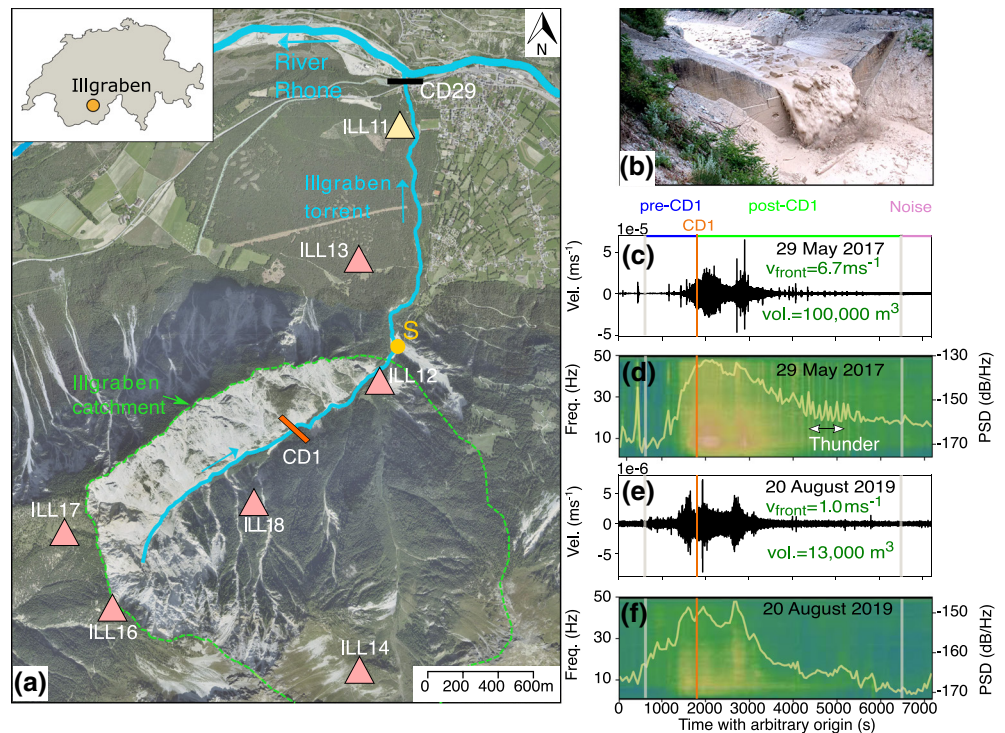 Illgraben
N
River
Rhone
CD29
ILL11
Illgraben
torrent
ILL13
S
ILL12
Illgraben
catchment
CD1
ILL17
ILL18
ILL16
ILL14
0 200 400 600m
(a)
(b)
pre-CD1 post-CD1 Noise
CD1
1e-5
(c) 29 May 2017
v_front=6.7ms⁻¹
vol.=100,000 m³
Vel. (ms⁻¹)
5
0
-5
(d) 29 May 2017
Thunder
Freq. (Hz)
50
30
10
-130
-150
-170
PSD (dB/Hz)
1e-6
(e) 20 August 2019
v_front=1.0ms⁻¹
vol.=13,000 m³
Vel. (ms⁻¹)
5
0
-5
(f) 20 August 2019
Freq. (Hz)
50
30
10
-150
-160
-170
PSD (dB/Hz)
0 1000 2000 3000 4000 5000 6000 7000
Time with arbitrary origin (s)